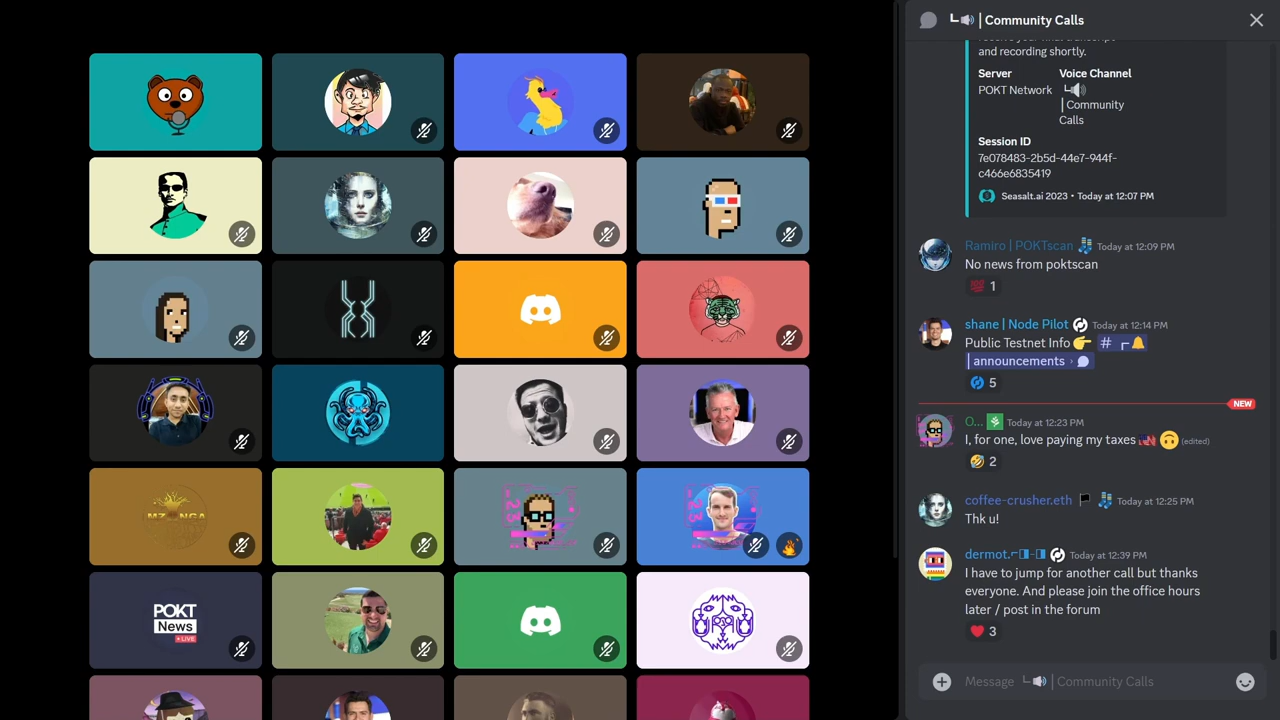 | Community Calls
and recording shortly.
Server
Voice Channel
POKT Network
| Community
Calls
Session ID
7e078483-2b5d-44e7-944f-
c466e6835419
Seasalt.ai 2023 • Today at 12:07 PM
Ramiro | POKTscan Today at 12:09 PM
No news from poktscan
💯 1
shane | Node Pilot Today at 12:14 PM
Public Testnet Info 👉 # ┌🔔
| announcements ›
5
NEW
O... Today at 12:23 PM
I, for one, love paying my taxes 🙃 (edited)
🤣 2
coffee-crusher.eth Today at 12:25 PM
Thk u!
dermot. Today at 12:39 PM
I have to jump for another call but thanks
everyone. And please join the office hours
later / post in the forum
❤️ 3
Message └🔊 | Community Calls
MZONGA
POKT
News
LIVE